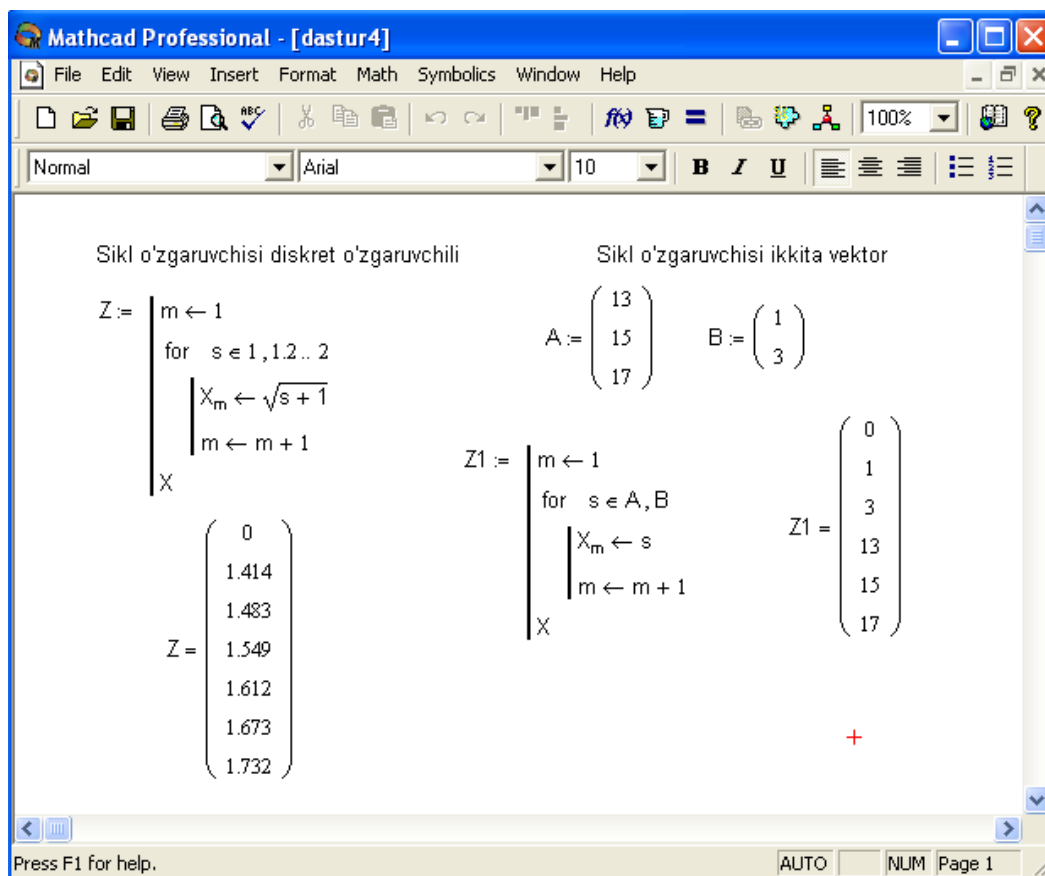 Mathcad Professional - [dastur4]
File Edit View Insert Format Math Symbolics Window Help
100%
Normal Arial 10 B I U
Sikl o'zgaruvchisi diskret o'zgaruvchili
Z := m ← 1
for s ∈ 1 , 1.2 .. 2
Xm ← √s + 1
m ← m + 1
X
Z = 0
1.414
1.483
1.549
1.612
1.673
1.732
Sikl o'zgaruvchisi ikkita vektor
A := 13
15
17
B := 1
3
Z1 := m ← 1
for s ∈ A , B
Xm ← s
m ← m + 1
X
Z1 = 0
1
3
13
15
17
Press F1 for help. AUTO NUM Page 1